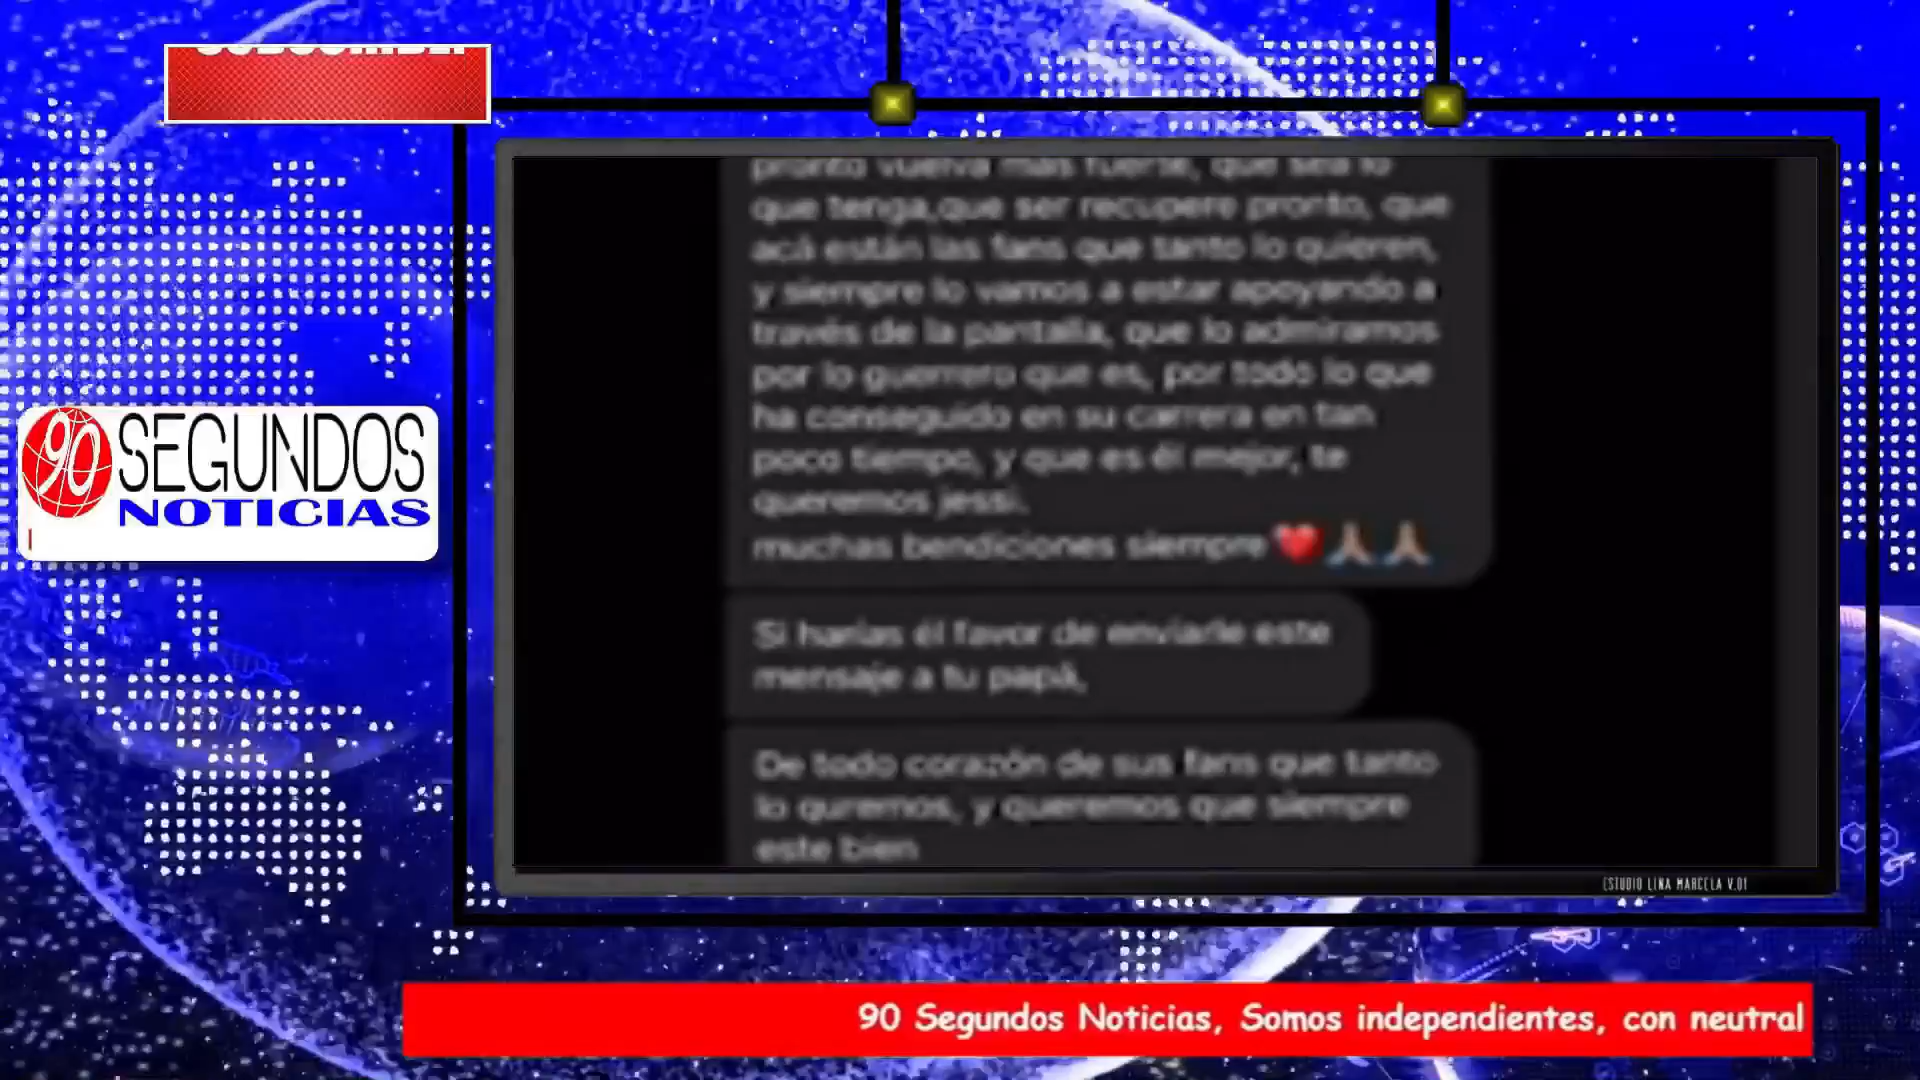 pronto vuelva más fuerte, que sea lo
que tenga,que ser recupere pronto, que
acá están las fans que tanto lo quieren,
y siempre lo vamos a estar apoyando a
través de la pantalla, que lo admiramos
por lo guerrero que es, por todo lo que
ha conseguido en su carrera en tan
poco tiempo, y que es él mejor, te
queremos jessi.
muchas bendiciones siempre❤️🙏🏼🙏🏼
Si harías él favor de enviarle este
mensaje a tu papá,
De todo corazón de sus fans que tanto
lo quremos, y queremos que siempre
este bien
90 SEGUNDOS
NOTICIAS
ESTUDIO LINA MARCELA V.01
90 Segundos Noticias, Somos independientes, con neutral